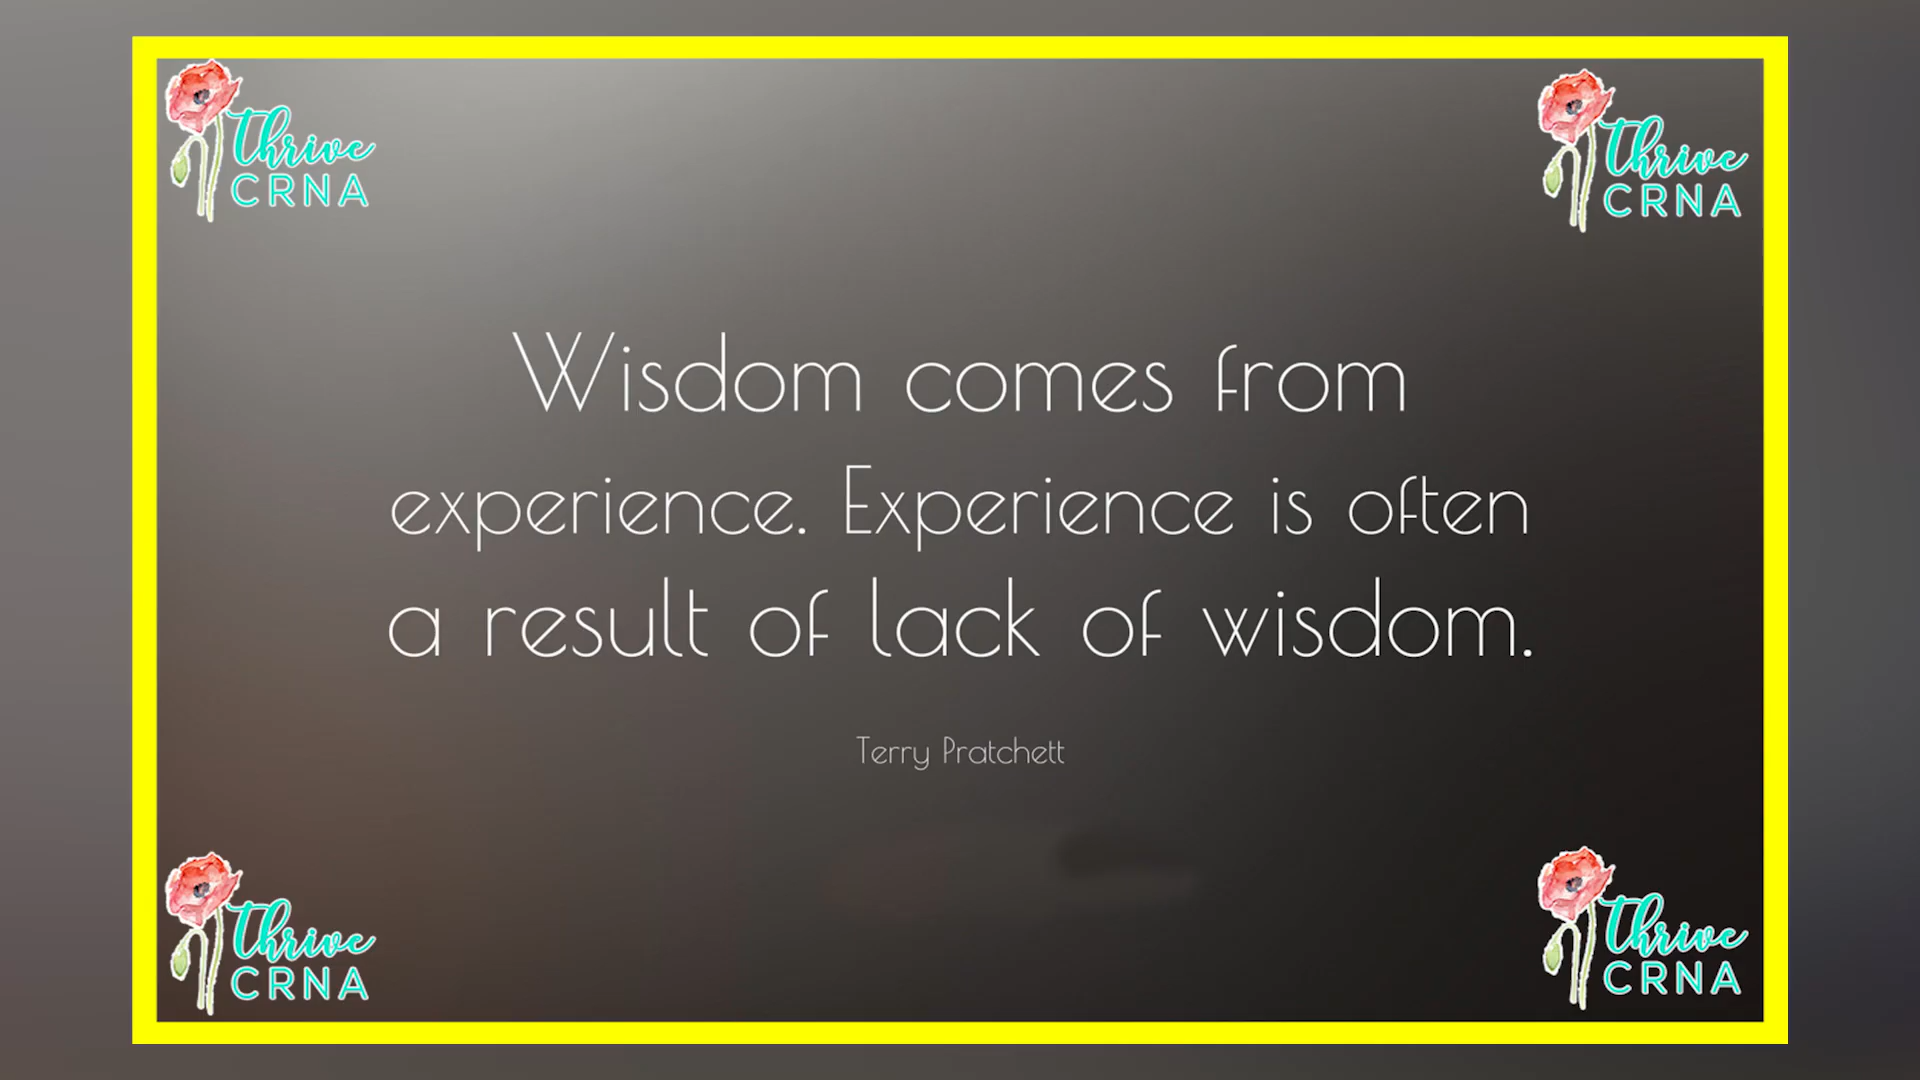 thrive
CRNA
thrive
CRNA
Wisdom comes from
experience. Experience is often
a result of lack of wisdom.
Terry Pratchett
thrive
CRNA
thrive
CRNA